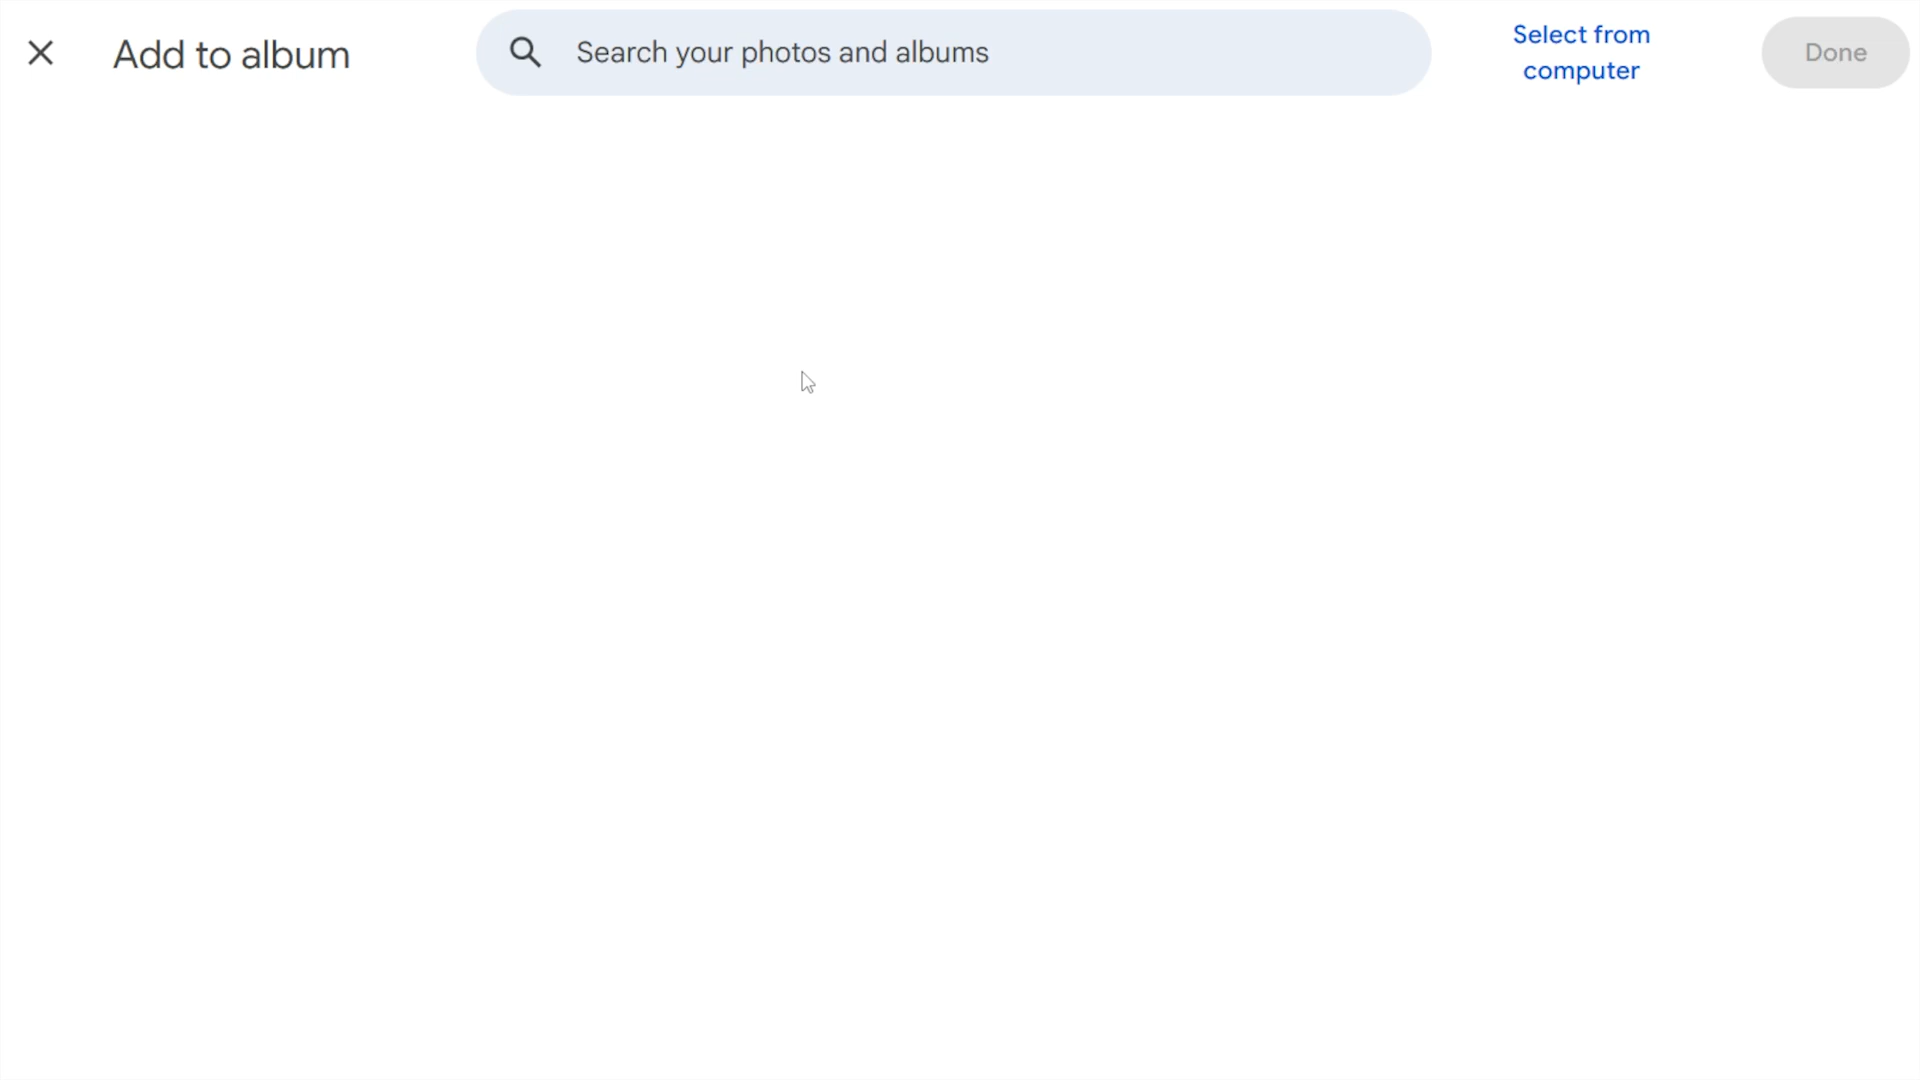 Add to album
Search your photos and albums
Select from
computer
Done